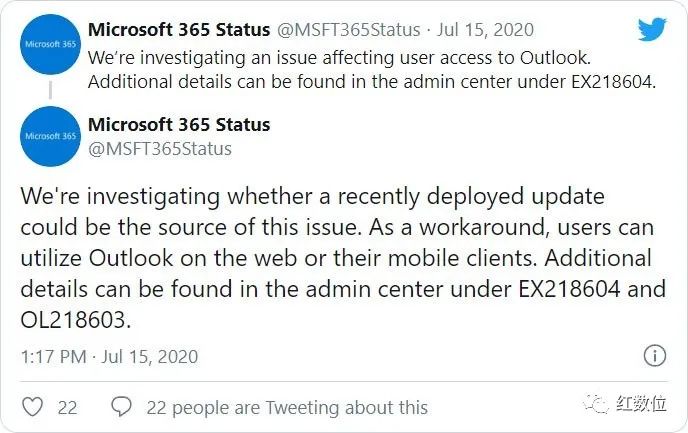 Microsoft 365 Status @MSFT365Status · Jul 15, 2020
Microsoft 365
We’re investigating an issue affecting user access to Outlook.
Additional details can be found in the admin center under EX218604.
Microsoft 365 Status
Microsoft 365
@MSFT365Status
We're investigating whether a recently deployed update
could be the source of this issue. As a workaround, users can
utilize Outlook on the web or their mobile clients. Additional
details can be found in the admin center under EX218604 and
OL218603.
1:17 PM · Jul 15, 2020
22 22 people are Tweeting about this
红数位